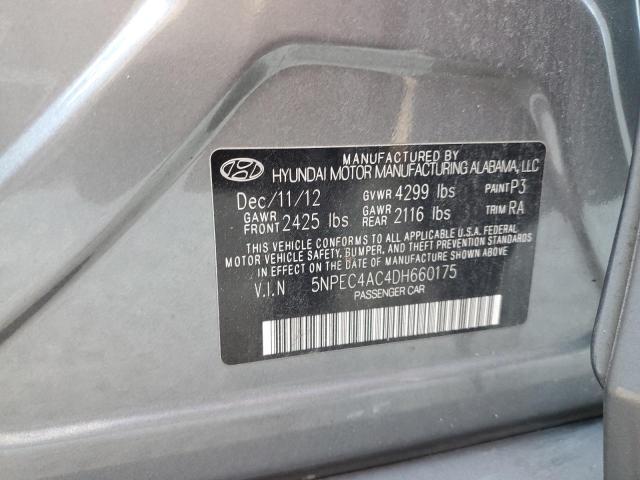 MANUFACTURED BY
HYUNDAI MOTOR MANUFACTURING ALABAMA, LLC
Dec/11/12 GVWR 4299 lbs PAINT P3
GAWR FRONT 2425 lbs GAWR REAR 2116 lbs TRIM RA
THIS VEHICLE CONFORMS TO ALL APPLICABLE U.S.A. FEDERAL
MOTOR VEHICLE SAFETY, BUMPER, AND THEFT PREVENTION STANDARDS
IN EFFECT ON THE DATE OF MANUFACTURE SHOWN ABOVE.
V.I.N 5NPEC4AC4DH660175
PASSENGER CAR